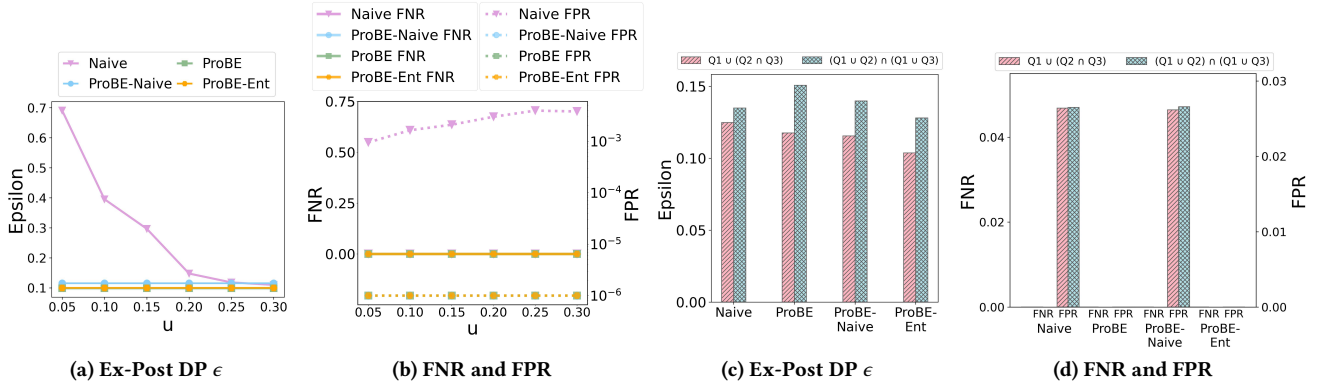 Naive
ProBE
ProBE-Naive
ProBE-Ent
Epsilon
0.7
0.6
0.5
0.4
0.3
0.2
0.1
0.05 0.10 0.15 0.20 0.25 0.30
u
(a) Ex-Post DP ϵ
Naive FNR
Naive FPR
ProBE-Naive FNR
ProBE-Naive FPR
ProBE FNR
ProBE FPR
ProBE-Ent FNR
ProBE-Ent FPR
FNR
0.75
0.50
0.25
0.00
10⁻³
10⁻⁴
10⁻⁵
10⁻⁶
FPR
0.05 0.10 0.15 0.20 0.25 0.30
u
(b) FNR and FPR
Q1 ∪ (Q2 ∩ Q3)
(Q1 ∪ Q2) ∩ (Q1 ∪ Q3)
Epsilon
0.15
0.10
0.05
0.00
Naive
ProBE
ProBE-
Naive
ProBE-
Ent
(c) Ex-Post DP ϵ
Q1 ∪ (Q2 ∩ Q3)
(Q1 ∪ Q2) ∩ (Q1 ∪ Q3)
FNR
0.04
0.02
0.00
0.03
0.02
0.01
0.00
FPR
FNR FPR
Naive
FNR FPR
ProBE
FNR FPR
ProBE-
Naive
FNR FPR
ProBE-
Ent
(d) FNR and FPR